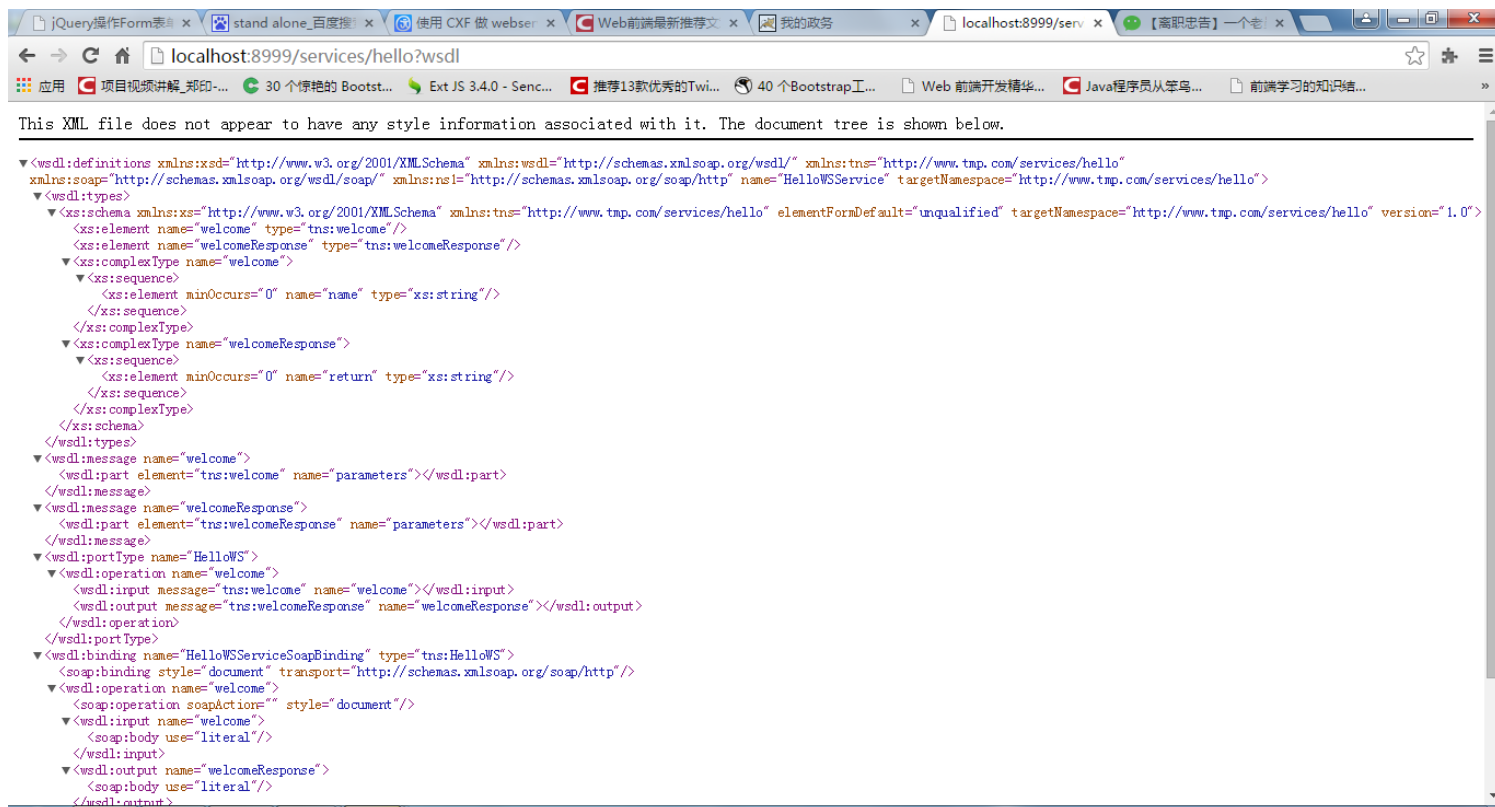 jQuery操作Form表单
stand alone_百度搜
使用 CXF 做 webser
Web前端最新推荐文
我的政务
localhost:8999/serv
【离职忠告】一个老
localhost:8999/services/hello?wsdl
应用 项目视频讲解_郑印-... 30 个惊艳的 Bootst... Ext JS 3.4.0 - Senc... 推荐13款优秀的Twi... 40 个Bootstrap工... Web 前端开发精华... Java程序员从笨鸟... 前端学习的知识结... »
This XML file does not appear to have any style information associated with it. The document tree is shown below.
▼<wsdl:definitions xmlns:xsd="http://www.w3.org/2001/XMLSchema" xmlns:wsdl="http://schemas.xmlsoap.org/wsdl/" xmlns:tns="http://www.tmp.com/services/hello"
xmlns:soap="http://schemas.xmlsoap.org/wsdl/soap/" xmlns:ns1="http://schemas.xmlsoap.org/soap/http" name="HelloWSService" targetNamespace="http://www.tmp.com/services/hello">
▼<wsdl:types>
▼<xs:schema xmlns:xs="http://www.w3.org/2001/XMLSchema" xmlns:tns="http://www.tmp.com/services/hello" elementFormDefault="unqualified" targetNamespace="http://www.tmp.com/services/hello" version="1.0">
<xs:element name="welcome" type="tns:welcome"/>
<xs:element name="welcomeResponse" type="tns:welcomeResponse"/>
▼<xs:complexType name="welcome">
▼<xs:sequence>
<xs:element minOccurs="0" name="name" type="xs:string"/>
</xs:sequence>
</xs:complexType>
▼<xs:complexType name="welcomeResponse">
▼<xs:sequence>
<xs:element minOccurs="0" name="return" type="xs:string"/>
</xs:sequence>
</xs:complexType>
</xs:schema>
</wsdl:types>
▼<wsdl:message name="welcome">
<wsdl:part element="tns:welcome" name="parameters"></wsdl:part>
</wsdl:message>
▼<wsdl:message name="welcomeResponse">
<wsdl:part element="tns:welcomeResponse" name="parameters"></wsdl:part>
</wsdl:message>
▼<wsdl:portType name="HelloWS">
▼<wsdl:operation name="welcome">
<wsdl:input message="tns:welcome" name="welcome"></wsdl:input>
<wsdl:output message="tns:welcomeResponse" name="welcomeResponse"></wsdl:output>
</wsdl:operation>
</wsdl:portType>
▼<wsdl:binding name="HelloWSServiceSoapBinding" type="tns:HelloWS">
<soap:binding style="document" transport="http://schemas.xmlsoap.org/soap/http"/>
▼<wsdl:operation name="welcome">
<soap:operation soapAction="" style="document"/>
▼<wsdl:input name="welcome">
<soap:body use="literal"/>
</wsdl:input>
▼<wsdl:output name="welcomeResponse">
<soap:body use="literal"/>
</wsdl:output>